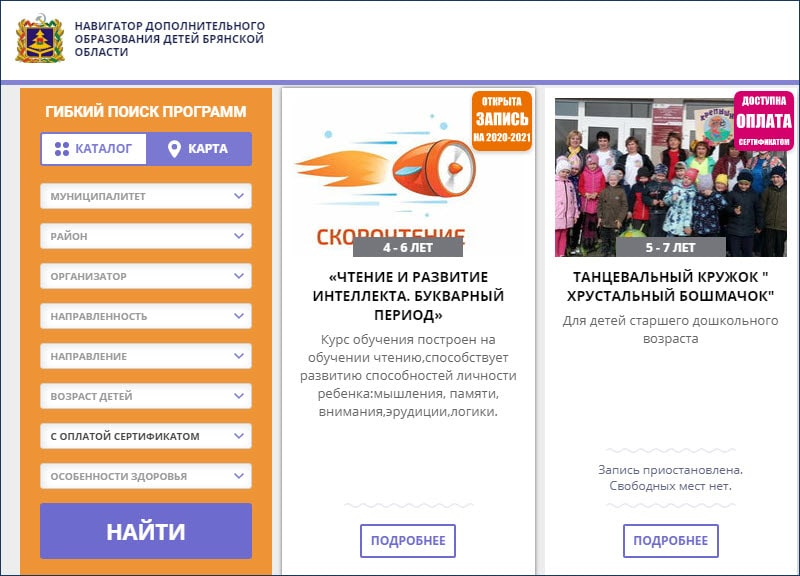 НАВИГАТОР ДОПОЛНИТЕЛЬНОГО
ОБРАЗОВАНИЯ ДЕТЕЙ БРЯНСКОЙ
ОБЛАСТИ
ГИБКИЙ ПОИСК ПРОГРАММ
КАТАЛОГ
КАРТА
МУНИЦИПАЛИТЕТ
РАЙОН
ОРГАНИЗАТОР
НАПРАВЛЕННОСТЬ
НАПРАВЛЕНИЕ
ВОЗРАСТ ДЕТЕЙ
С ОПЛАТОЙ СЕРТИФИКАТОМ
ОСОБЕННОСТИ ЗДОРОВЬЯ
НАЙТИ
ОТКРЫТА
ЗАПИСЬ
НА 2020-2021
СКОРОЧТЕНИЕ
4 - 6 ЛЕТ
«ЧТЕНИЕ И РАЗВИТИЕ
ИНТЕЛЛЕКТА. БУКВАРНЫЙ
ПЕРИОД»
Курс обучения построен на
обучении чтению,способствует
развитию способностей личности
ребенка:мышления, памяти,
внимания,эрудиции,логики.
ПОДРОБНЕЕ
ДОСТУПНА
ОПЛАТА
СЕРТИФИКАТОМ
5 - 7 ЛЕТ
ТАНЦЕВАЛЬНЫЙ КРУЖОК "
ХРУСТАЛЬНЫЙ БОШМАЧОК"
Для детей старшего дошкольного
возраста
Запись приостановлена.
Свободных мест нет.
ПОДРОБНЕЕ